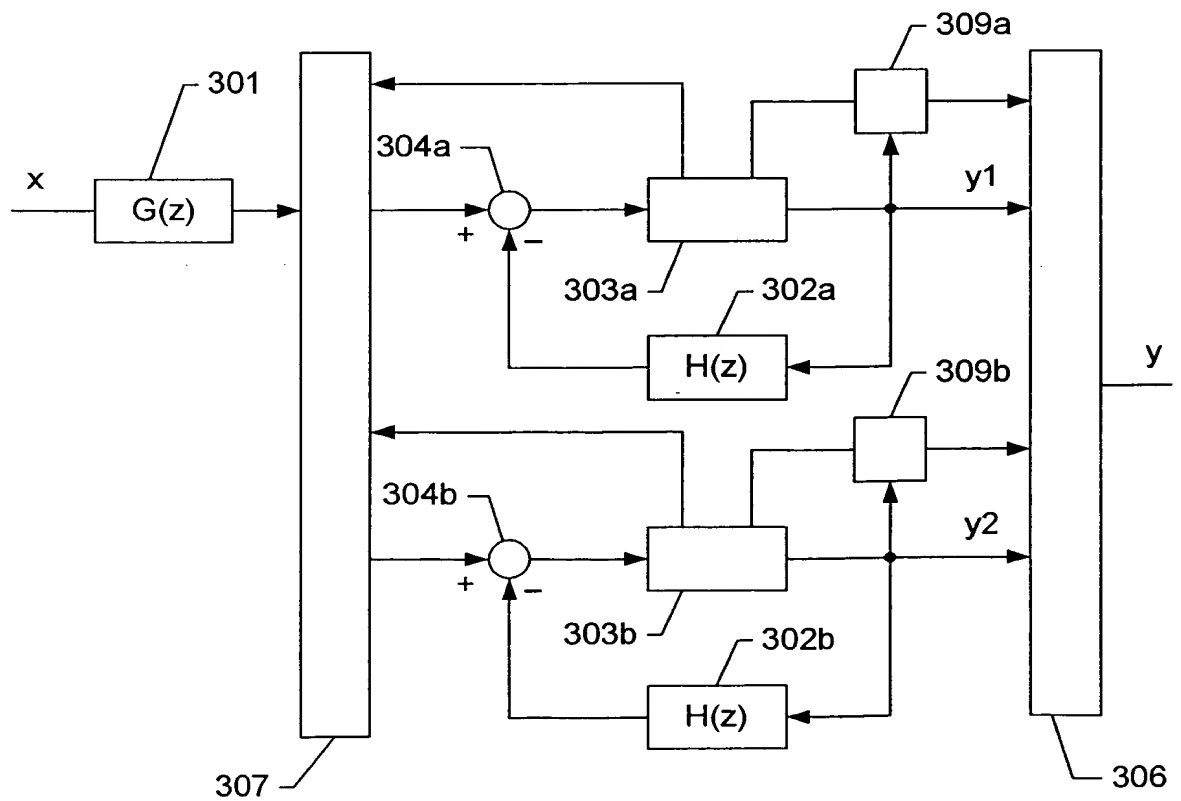 309a
301
304a
x
G(z)
y1
+
−
303a
302a
H(z)
y
309b
304b
y2
+
−
303b
302b
H(z)
307
306